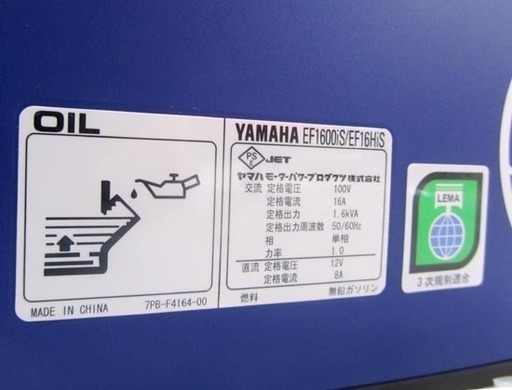 OIL
MADE IN CHINA
7PB-F4164-00
YAMAHA EF1600iS/EF16HiS
PS E JET
ヤマハモーターパワープロダクツ株式会社
交流 定格電圧 100V
定格電流 16A
定格出力 1.6kVA
定格出力周波数 50/60Hz
相 単相
力率 1.0
直流 定格電圧 12V
定格電流 8A
燃料 無鉛ガソリン
LEMA
3次規制適合